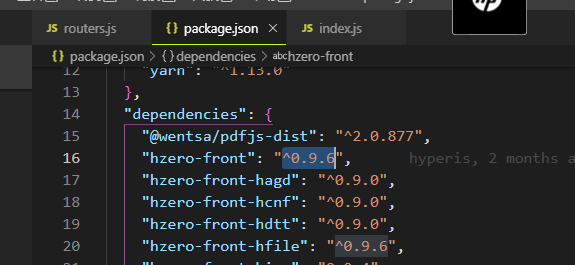 JS routers.js package.json × JS index.js
package.json > {} dependencies > abc hzero-front
12 "yarn": "^1.13.0"
13 },
14 "dependencies": {
15 "@wentsa/pdfjs-dist": "^2.0.877",
16 "hzero-front": "^0.9.6", hyperis, 2 months a
17 "hzero-front-hagd": "^0.9.0",
18 "hzero-front-hcnf": "^0.9.0",
19 "hzero-front-hdtt": "^0.9.0",
20 "hzero-front-hfile": "^0.9.6",
21